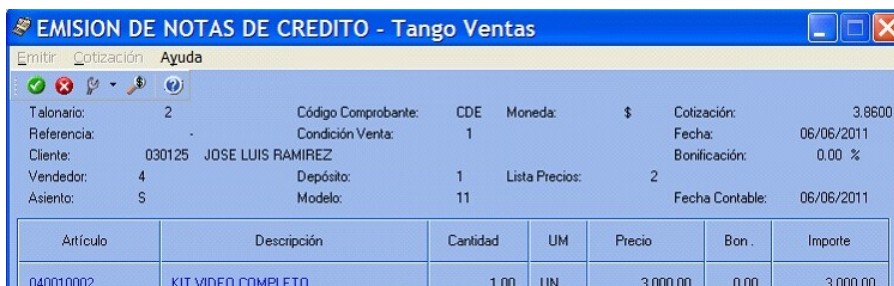 EMISION DE NOTAS DE CREDITO - Tango Ventas
Emitir Cotización Ayuda
Talonario: 2 Código Comprobante: CDE Moneda: $ Cotización: 3.8600
Referencia: - Condición Venta: 1 Fecha: 06/06/2011
Cliente: 030125 JOSE LUIS RAMIREZ Bonificación: 0.00 %
Vendedor: 4 Depósito: 1 Lista Precios: 2
Asiento: S Modelo: 11 Fecha Contable: 06/06/2011
Artículo Descripción Cantidad UM Precio Bon. Importe
040010002 KIT VIDEO COMPLETO 1.00 UN 3,000.00 0.00 3,000.00